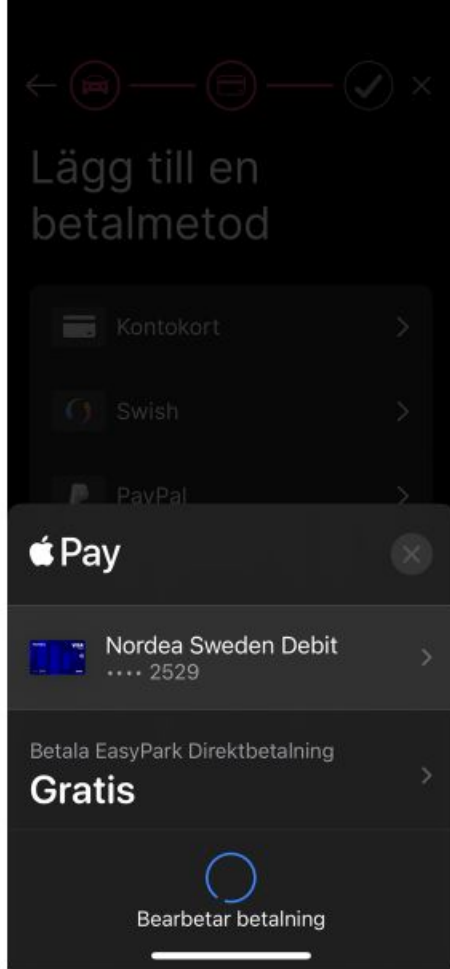 Lägg till en
betalmetod
Kontokort
Swish
PayPal
Pay
Nordea Sweden Debit
•••• 2529
Betala EasyPark Direktbetalning
Gratis
Bearbetar betalning